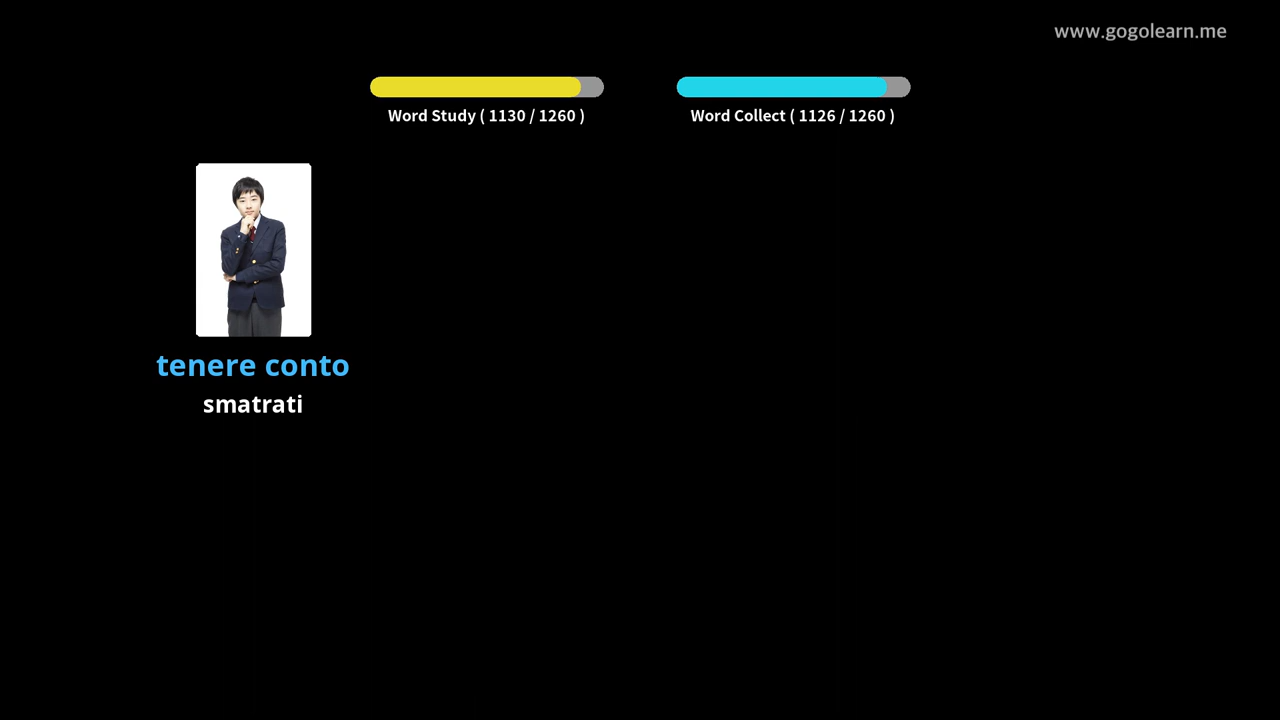 www.gogolearn.me
Word Study ( 1130 / 1260 )
Word Collect ( 1126 / 1260 )
tenere conto
smatrati